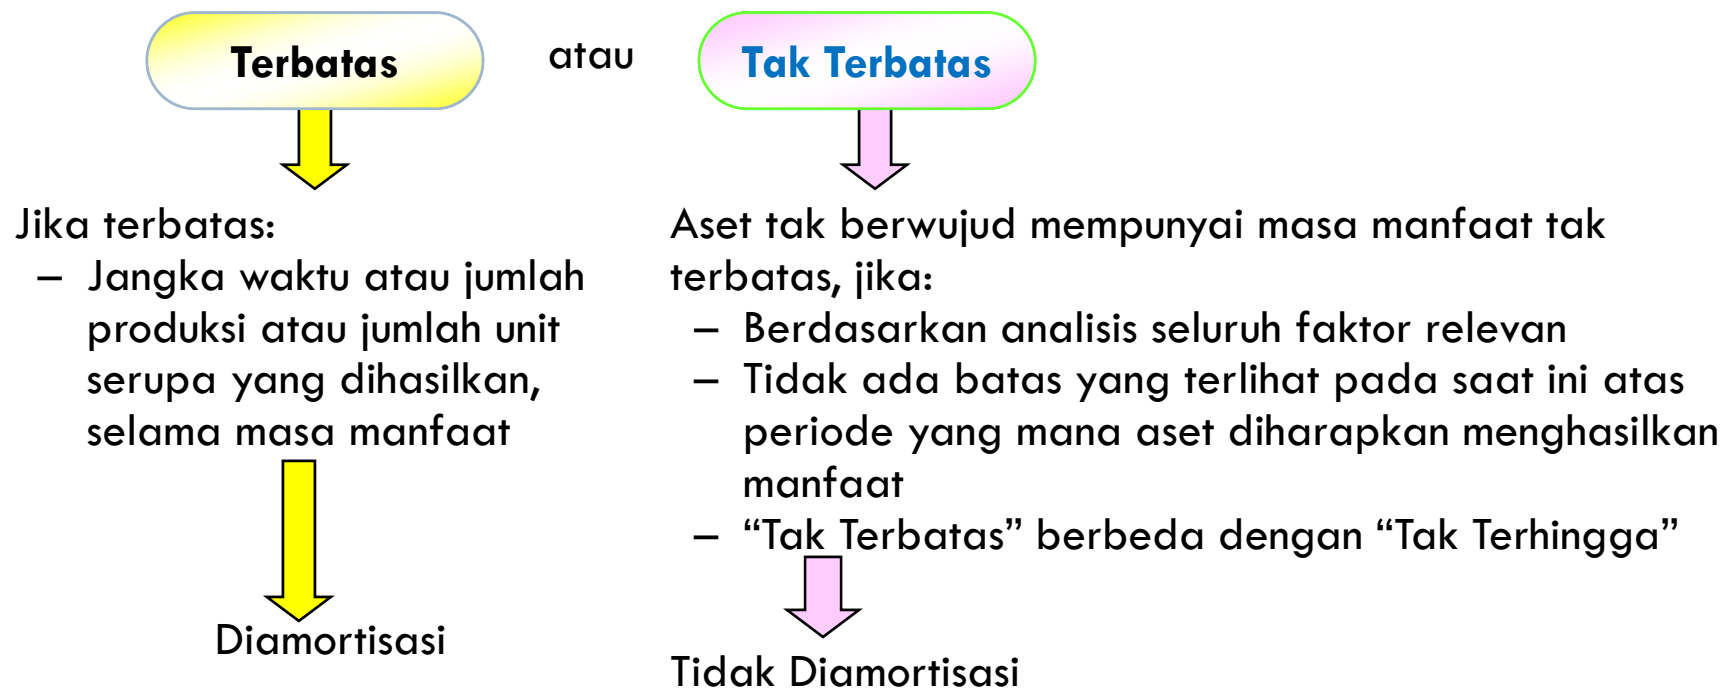 Terbatas
atau
Tak Terbatas
Jika terbatas:
– Jangka waktu atau jumlah
produksi atau jumlah unit
serupa yang dihasilkan,
selama masa manfaat
Diamortisasi
Aset tak berwujud mempunyai masa manfaat tak
terbatas, jika:
– Berdasarkan analisis seluruh faktor relevan
– Tidak ada batas yang terlihat pada saat ini atas
periode yang mana aset diharapkan menghasilkan
manfaat
– “Tak Terbatas” berbeda dengan “Tak Terhingga”
Tidak Diamortisasi